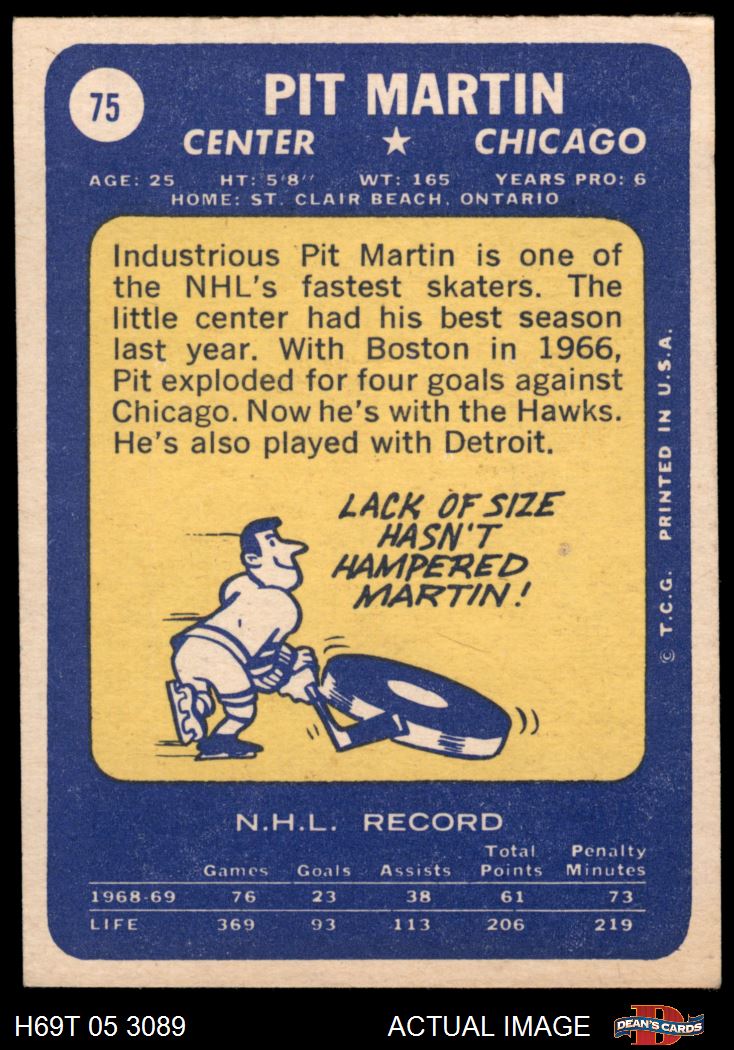 75
PIT MARTIN
CENTER ★ CHICAGO
AGE: 25 HT: 5'8" WT: 165 YEARS PRO: 6
HOME: ST. CLAIR BEACH, ONTARIO
Industrious Pit Martin is one of
the NHL's fastest skaters. The
little center had his best season
last year. With Boston in 1966,
Pit exploded for four goals against
Chicago. Now he's with the Hawks.
He's also played with Detroit.
LACK OF SIZE
HASN'T
HAMPERED
MARTIN!
© T.C.G. PRINTED IN U.S.A.
N.H.L. RECORD
Games Goals Assists Total Points Penalty Minutes
1968-69 76 23 38 61 73
LIFE 369 93 113 206 219
H69T 05 3089 ACTUAL IMAGE
D
DEAN'S CARDS